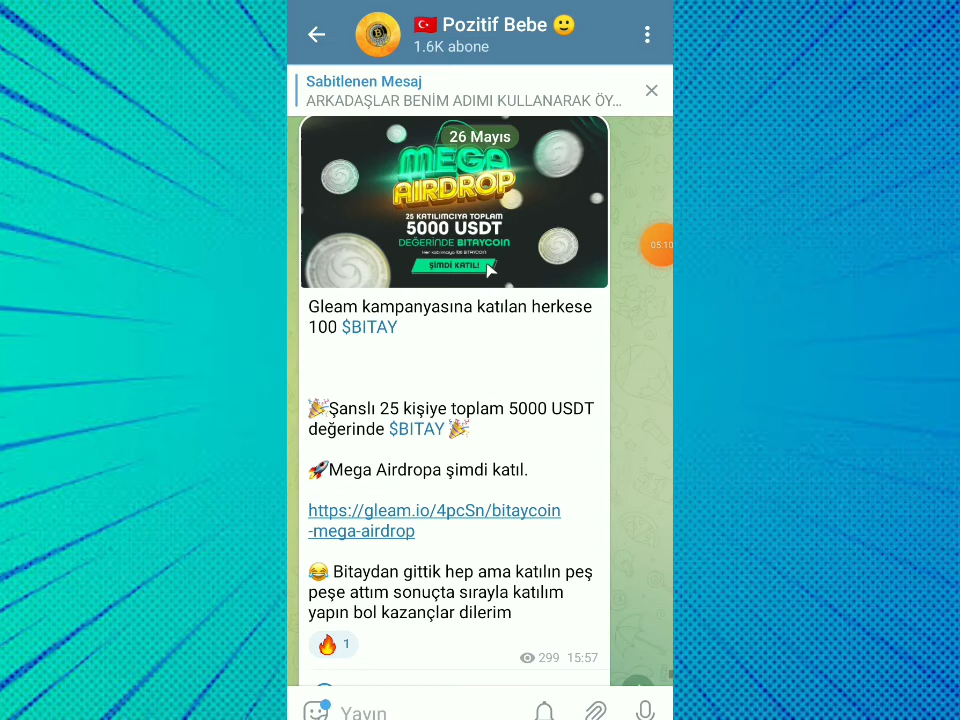 🇹🇷 Pozitif Bebe 🙂
1.6K abone
Sabitlenen Mesaj
ARKADAŞLAR BENİM ADIMI KULLANARAK ÖY...
26 Mayıs
MEGA
AIRDROP
25 KATILIMCIYA TOPLAM
5000 USDT
DEĞERİNDE BITAYCOIN
ŞİMDİ KATIL!
05:10
Gleam kampanyasına katılan herkese
100 $BITAY
🎉Şanslı 25 kişiye toplam 5000 USDT
değerinde $BITAY 🎉
🚀Mega Airdropa şimdi katıl.
https://gleam.io/4pcSn/bitaycoin
-mega-airdrop
😂 Bitaydan gittik hep ama katılın peş
peşe attım sonuçta sırayla katılım
yapın bol kazançlar dilerim
🔥 1
299 15:57
Yayın